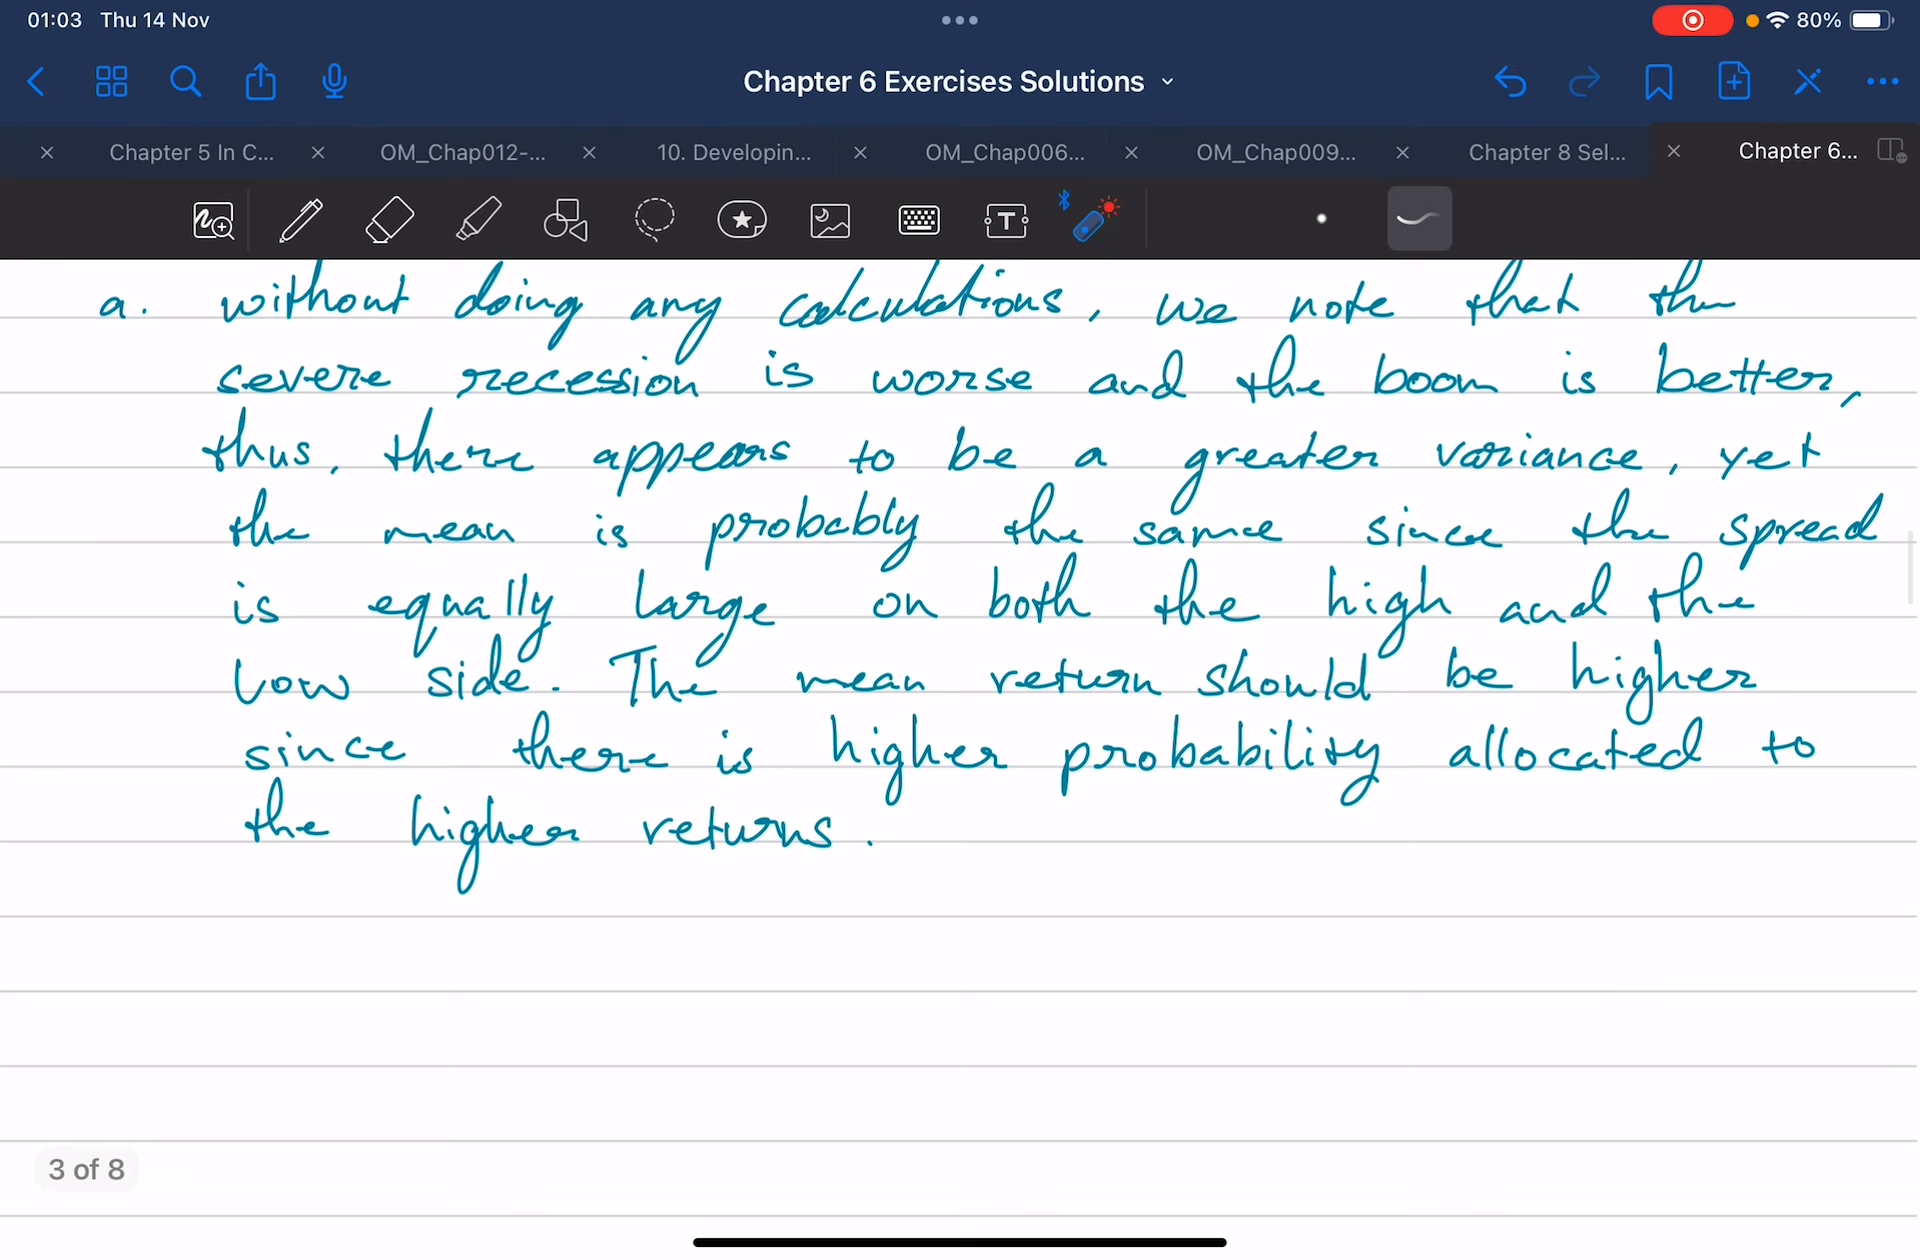 01:03 Thu 14 Nov
80%
Chapter 6 Exercises Solutions
Chapter 5 In C...
OM_Chap012-...
10. Developin...
OM_Chap006...
OM_Chap009...
Chapter 8 Sel...
Chapter 6...
T
a. without doing any calculations, we note that the
severe recession is worse and the boom is better,
thus, there appears to be a greater variance, yet
the mean is probably the same since the spread
is equally large on both the high and the
low side. The mean return should be higher
since there is higher probability allocated to
the higher returns.
3 of 8